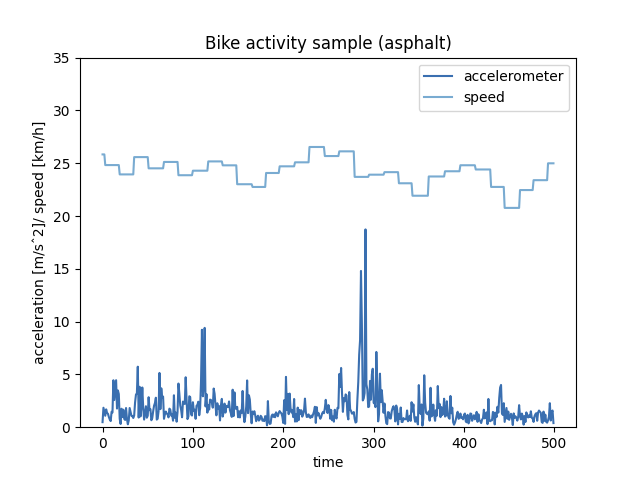 Bike activity sample (asphalt)
accelerometer
speed
acceleration [m/sˆ2]/ speed [km/h]
35
30
25
20
15
10
5
0
0 100 200 300 400 500
time